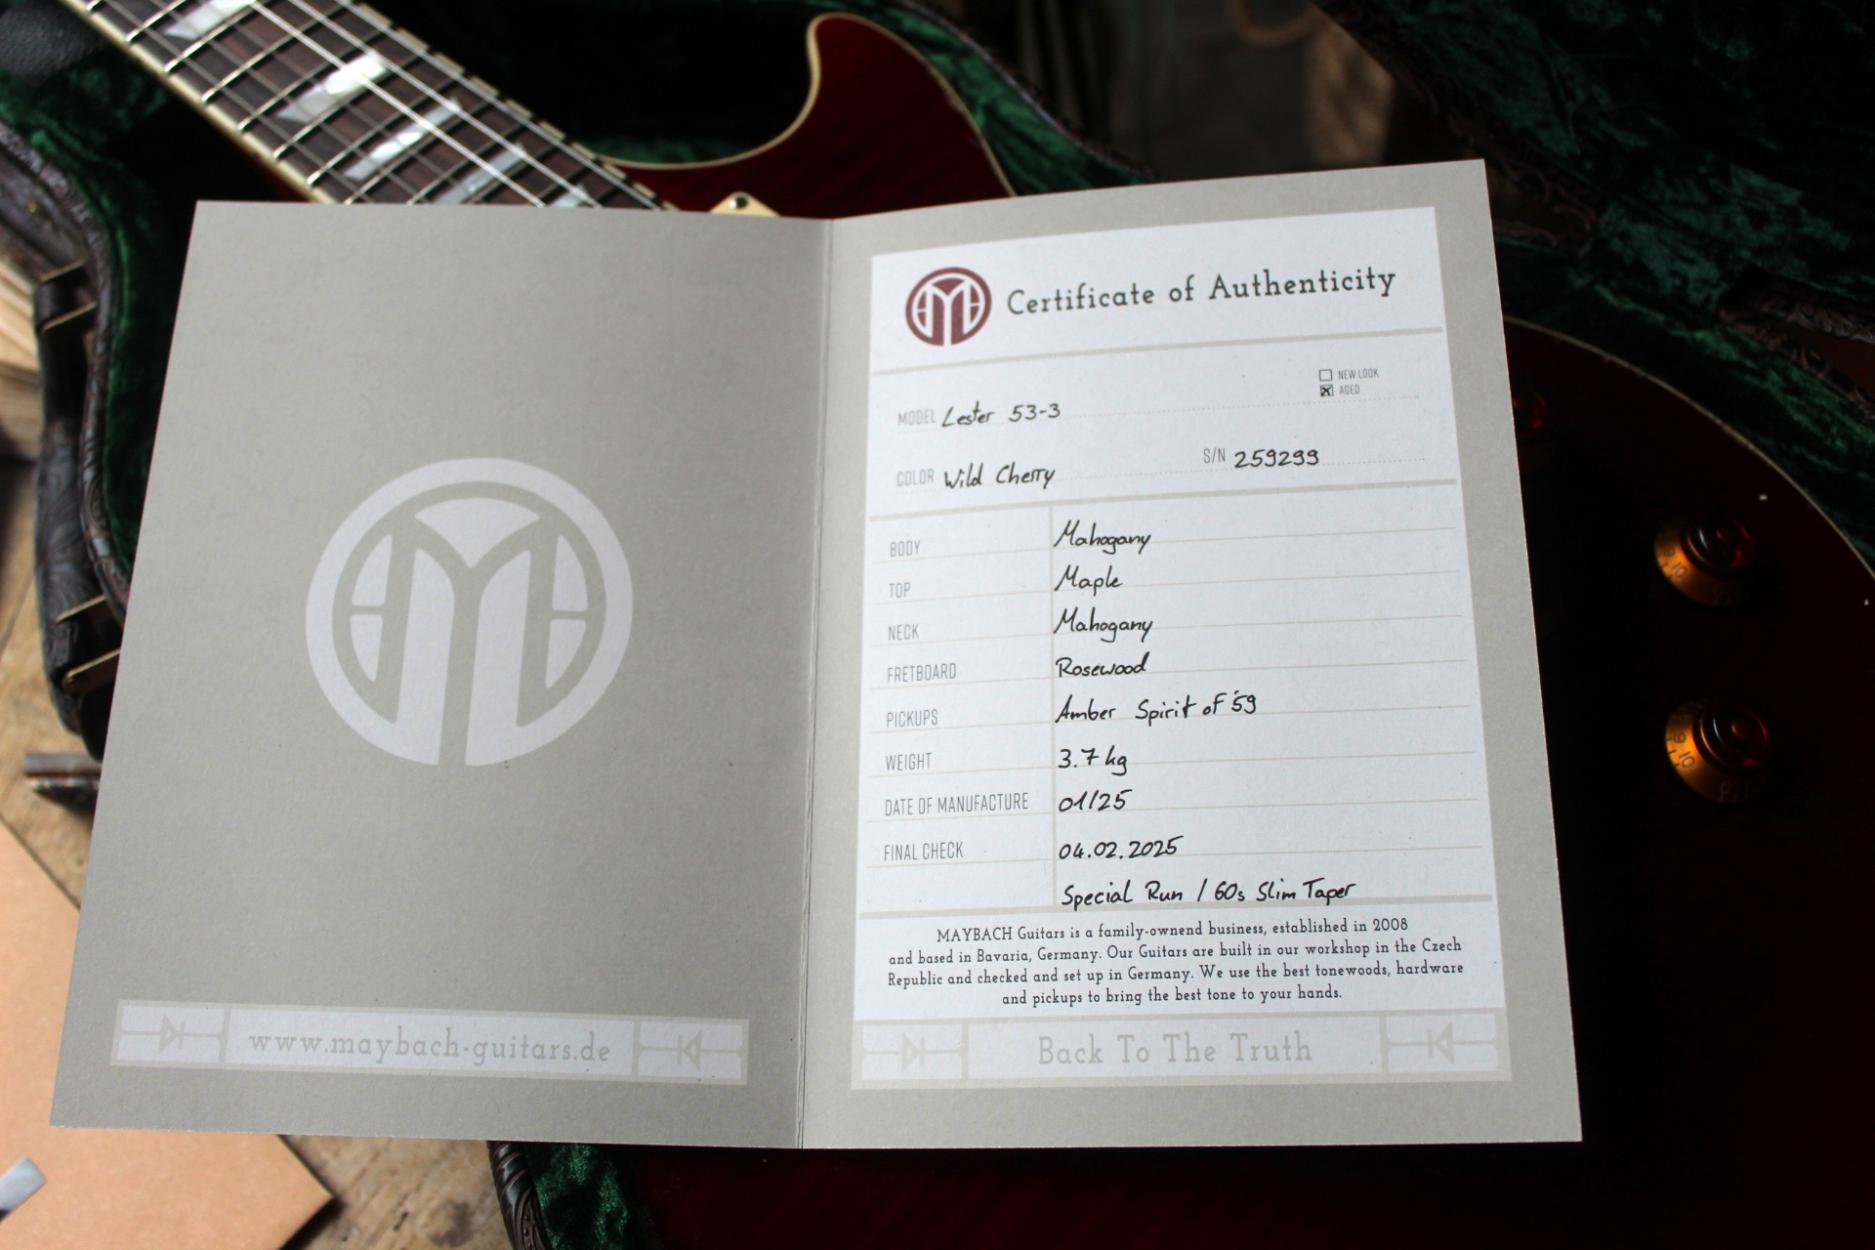 www.maybach-guitars.de
Certificate of Authenticity
NEW LOOK
AGED
MODEL Lester 53-3
COLOR Wild Cherry
S/N 259299
BODY Mahogany
TOP Maple
NECK Mahogany
FRETBOARD Rosewood
PICKUPS Amber Spirit of '59
WEIGHT 3.7 kg
DATE OF MANUFACTURE 01/25
FINAL CHECK 04.02.2025
Special Run / 60s Slim Taper
MAYBACH Guitars is a family-ownend business, established in 2008
and based in Bavaria, Germany. Our Guitars are built in our workshop in the Czech
Republic and checked and set up in Germany. We use the best tonewoods, hardware
and pickups to bring the best tone to your hands.
Back To The Truth